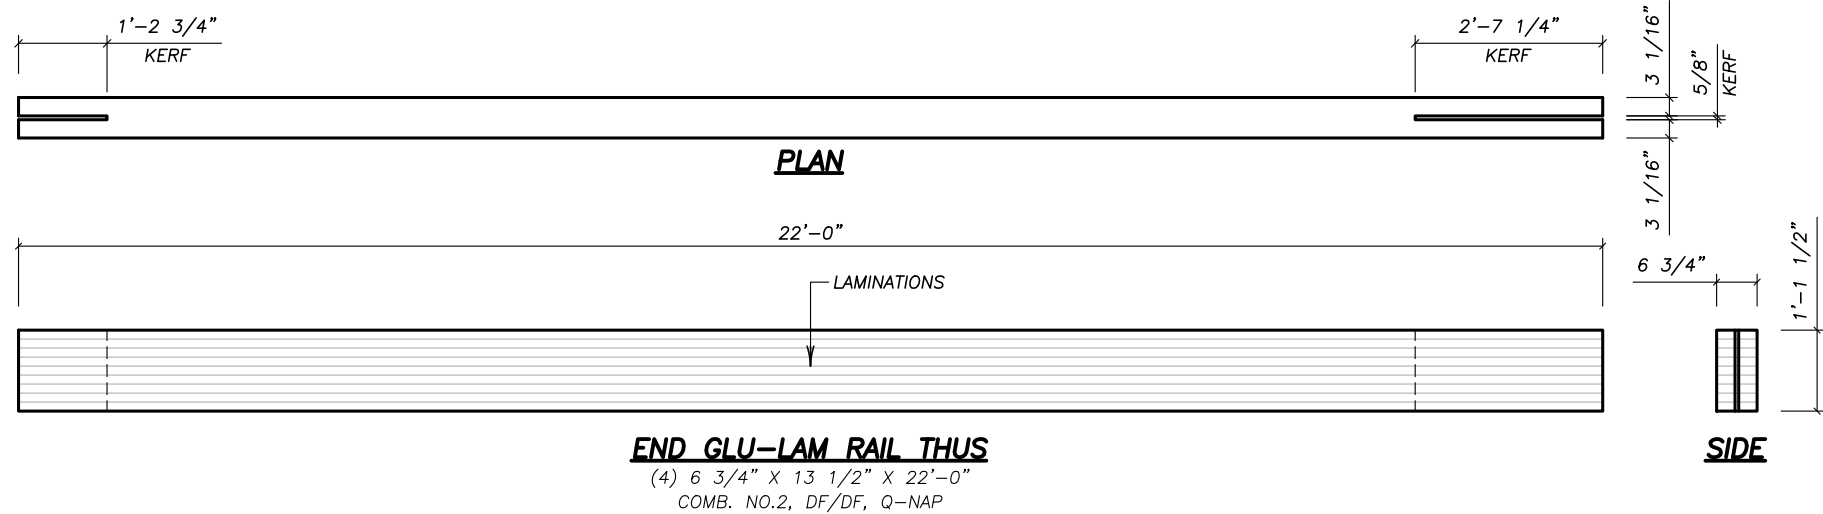 1'-2 3/4"
KERF
2'-7 1/4"
KERF
3 1/16"
5/8"
KERF
3 1/16"
PLAN
22'-0"
LAMINATIONS
6 3/4"
1'-1 1/2"
END GLU-LAM RAIL THUS
(4) 6 3/4" X 13 1/2" X 22'-0"
COMB. NO.2, DF/DF, Q-NAP
SIDE